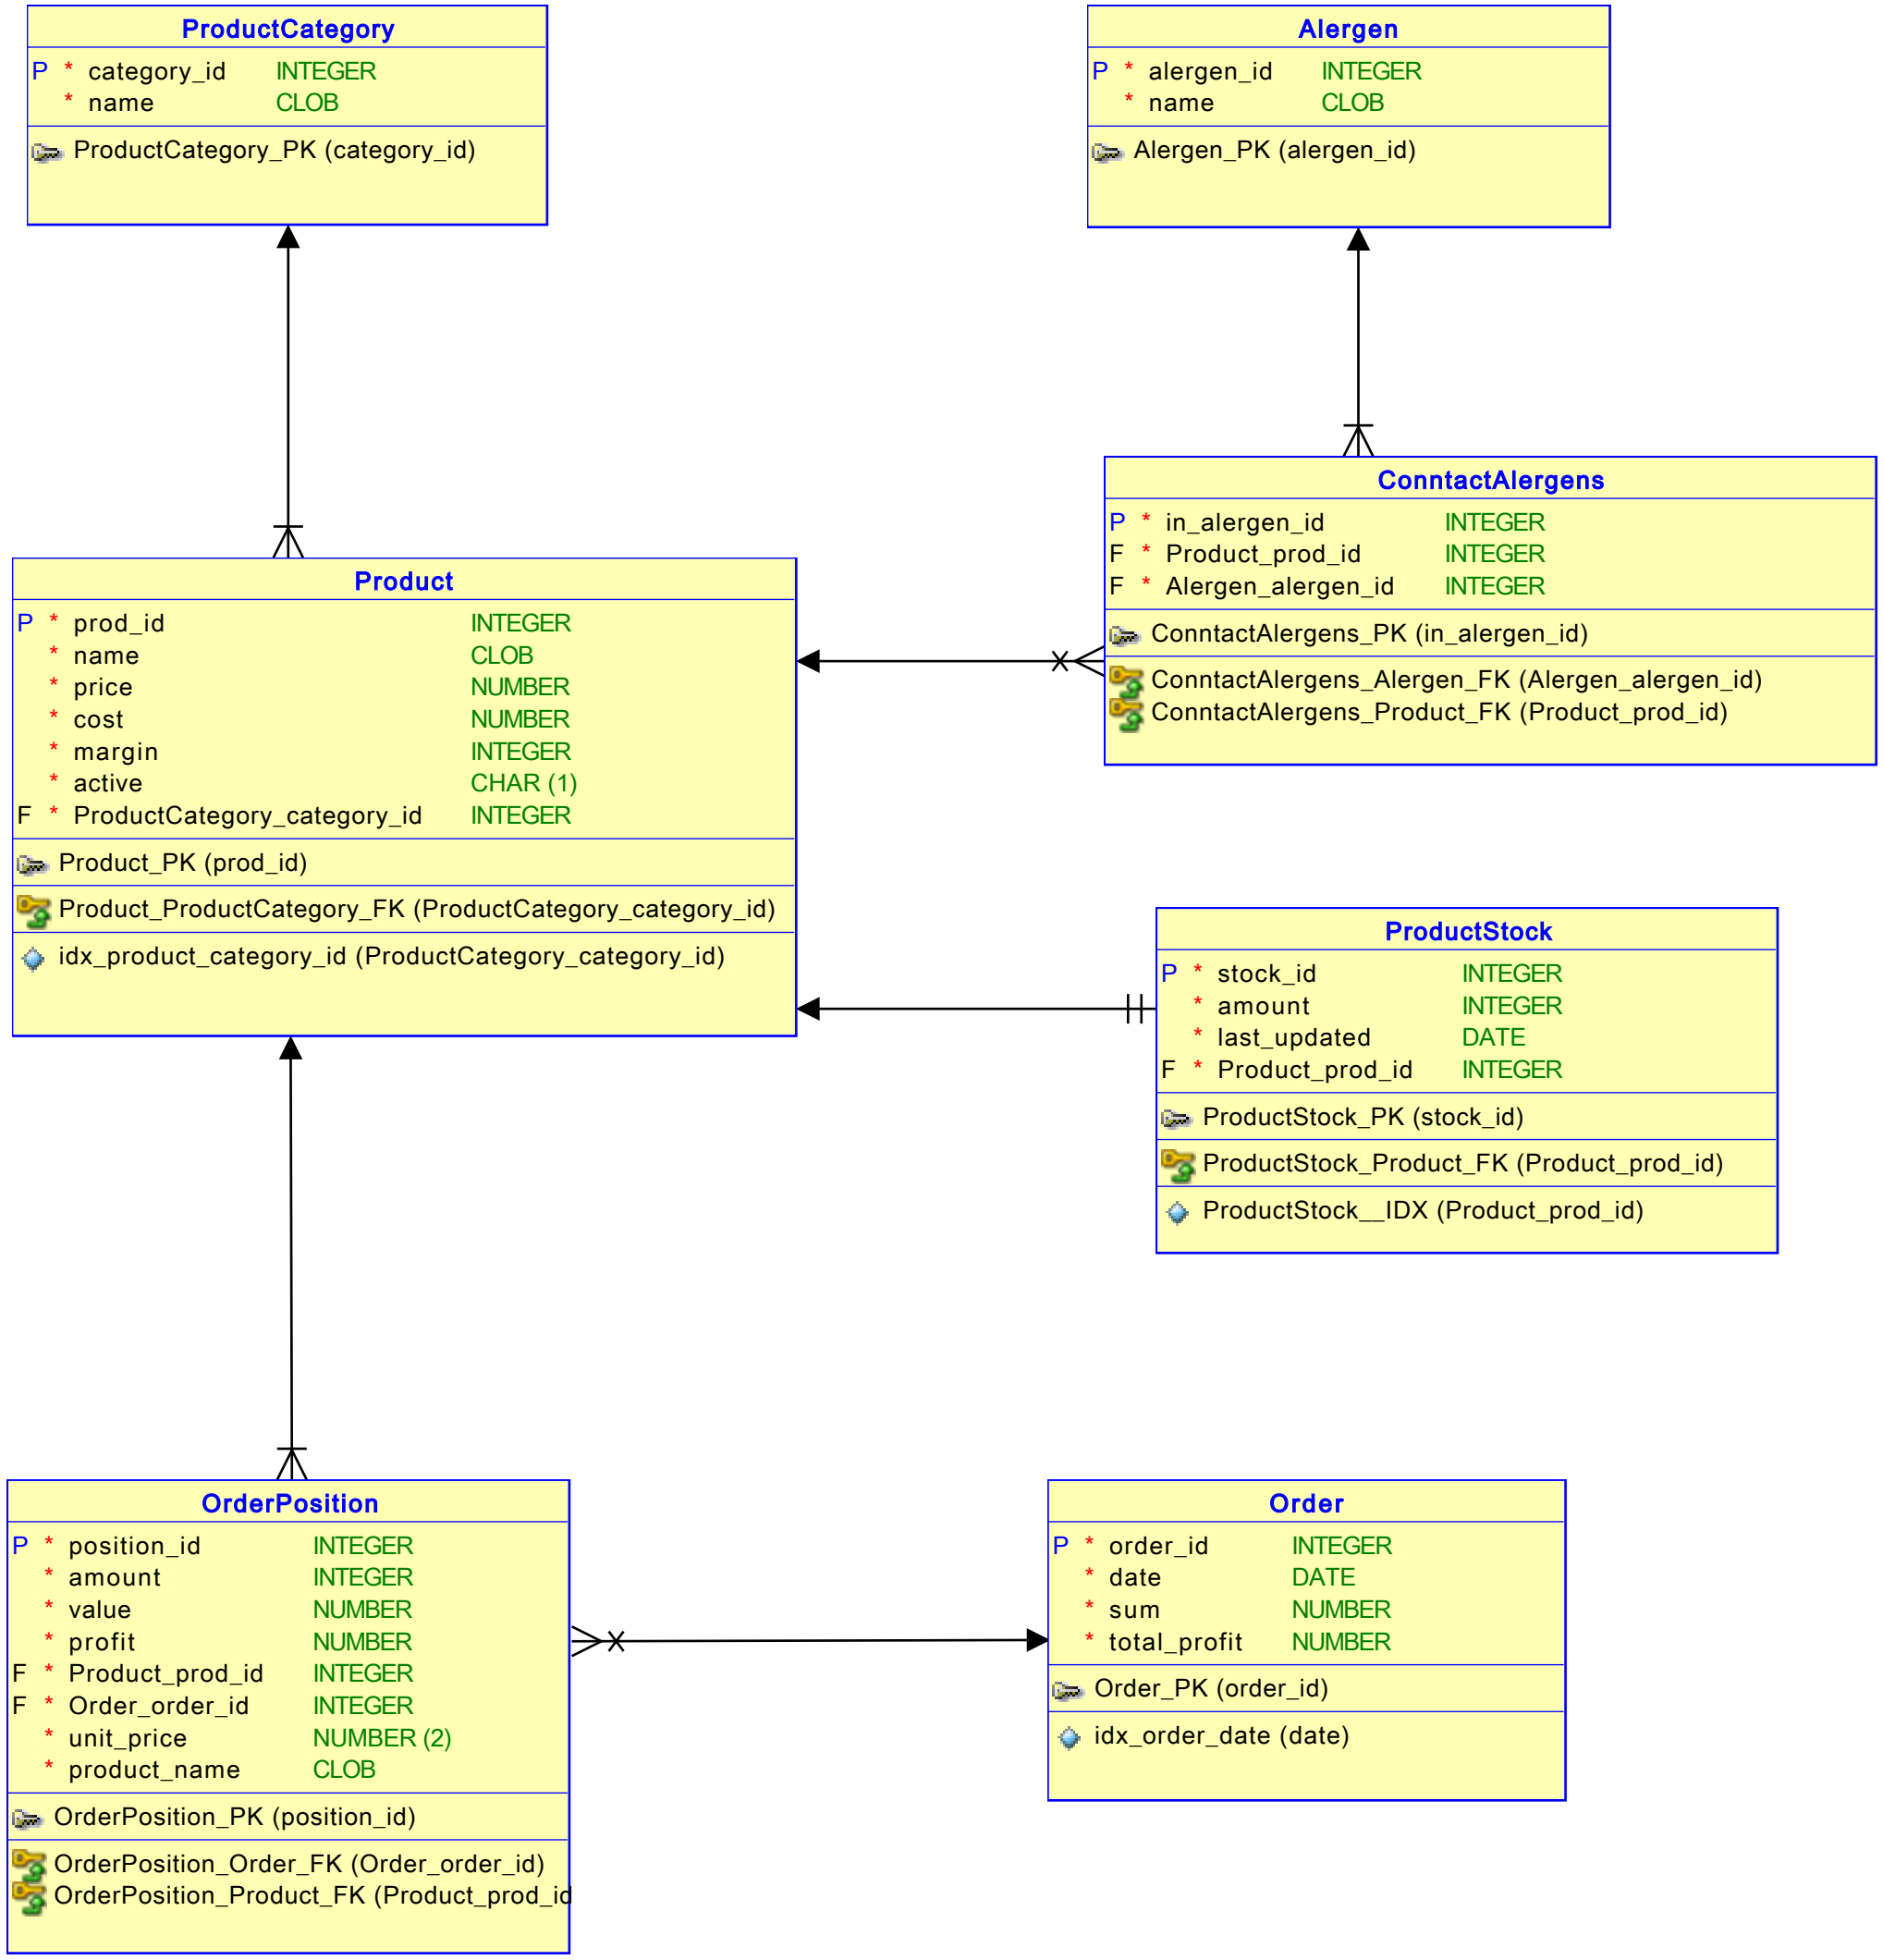 ProductCategory
P * category_id INTEGER
* name CLOB
ProductCategory_PK (category_id)
Alergen
P * alergen_id INTEGER
* name CLOB
Alergen_PK (alergen_id)
ConntactAlergens
P * in_alergen_id INTEGER
F * Product_prod_id INTEGER
F * Alergen_alergen_id INTEGER
ConntactAlergens_PK (in_alergen_id)
ConntactAlergens_Alergen_FK (Alergen_alergen_id)
ConntactAlergens_Product_FK (Product_prod_id)
Product
P * prod_id INTEGER
* name CLOB
* price NUMBER
* cost NUMBER
* margin INTEGER
* active CHAR (1)
F * ProductCategory_category_id INTEGER
Product_PK (prod_id)
Product_ProductCategory_FK (ProductCategory_category_id)
idx_product_category_id (ProductCategory_category_id)
ProductStock
P * stock_id INTEGER
* amount INTEGER
* last_updated DATE
F * Product_prod_id INTEGER
ProductStock_PK (stock_id)
ProductStock_Product_FK (Product_prod_id)
ProductStock__IDX (Product_prod_id)
OrderPosition
P * position_id INTEGER
* amount INTEGER
* value NUMBER
* profit NUMBER
F * Product_prod_id INTEGER
F * Order_order_id INTEGER
* unit_price NUMBER (2)
* product_name CLOB
OrderPosition_PK (position_id)
OrderPosition_Order_FK (Order_order_id)
OrderPosition_Product_FK (Product_prod_id
Order
P * order_id INTEGER
* date DATE
* sum NUMBER
* total_profit NUMBER
Order_PK (order_id)
idx_order_date (date)